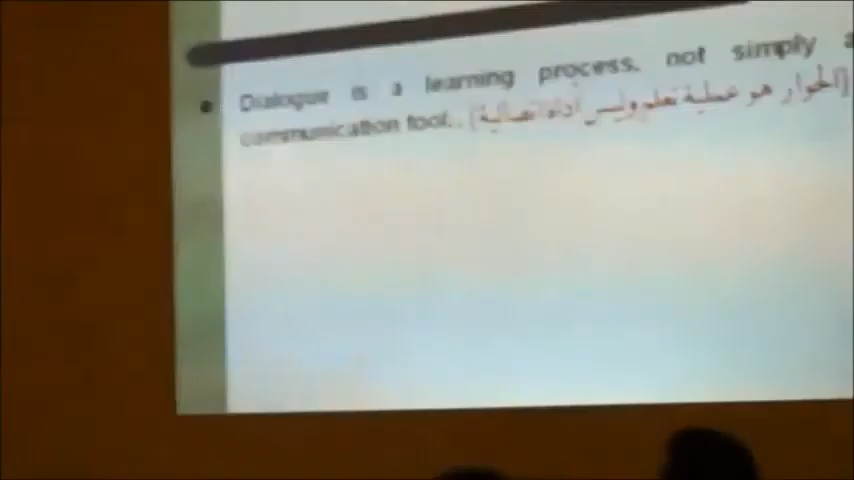 • Dialogue is a learning process, not simply a
communication tool.. (الحوار هو عملية تعلم وليس أداة اتصالية)